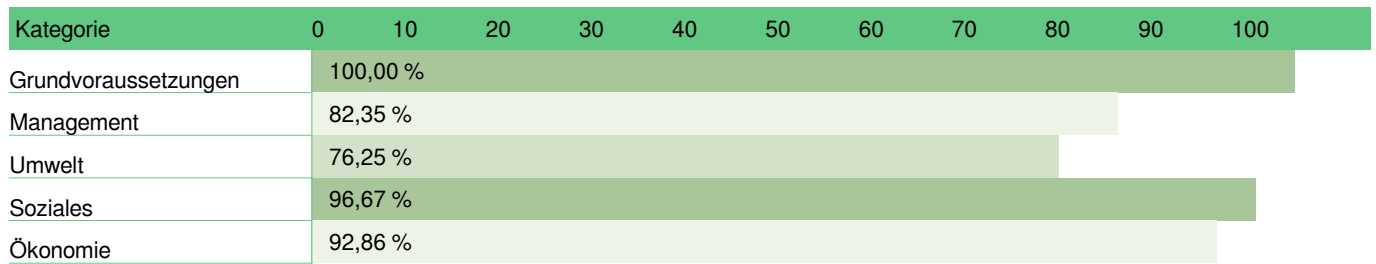 Kategorie 0 10 20 30 40 50 60 70 80 90 100
Grundvoraussetzungen 100,00 %
Management 82,35 %
Umwelt 76,25 %
Soziales 96,67 %
Ökonomie 92,86 %